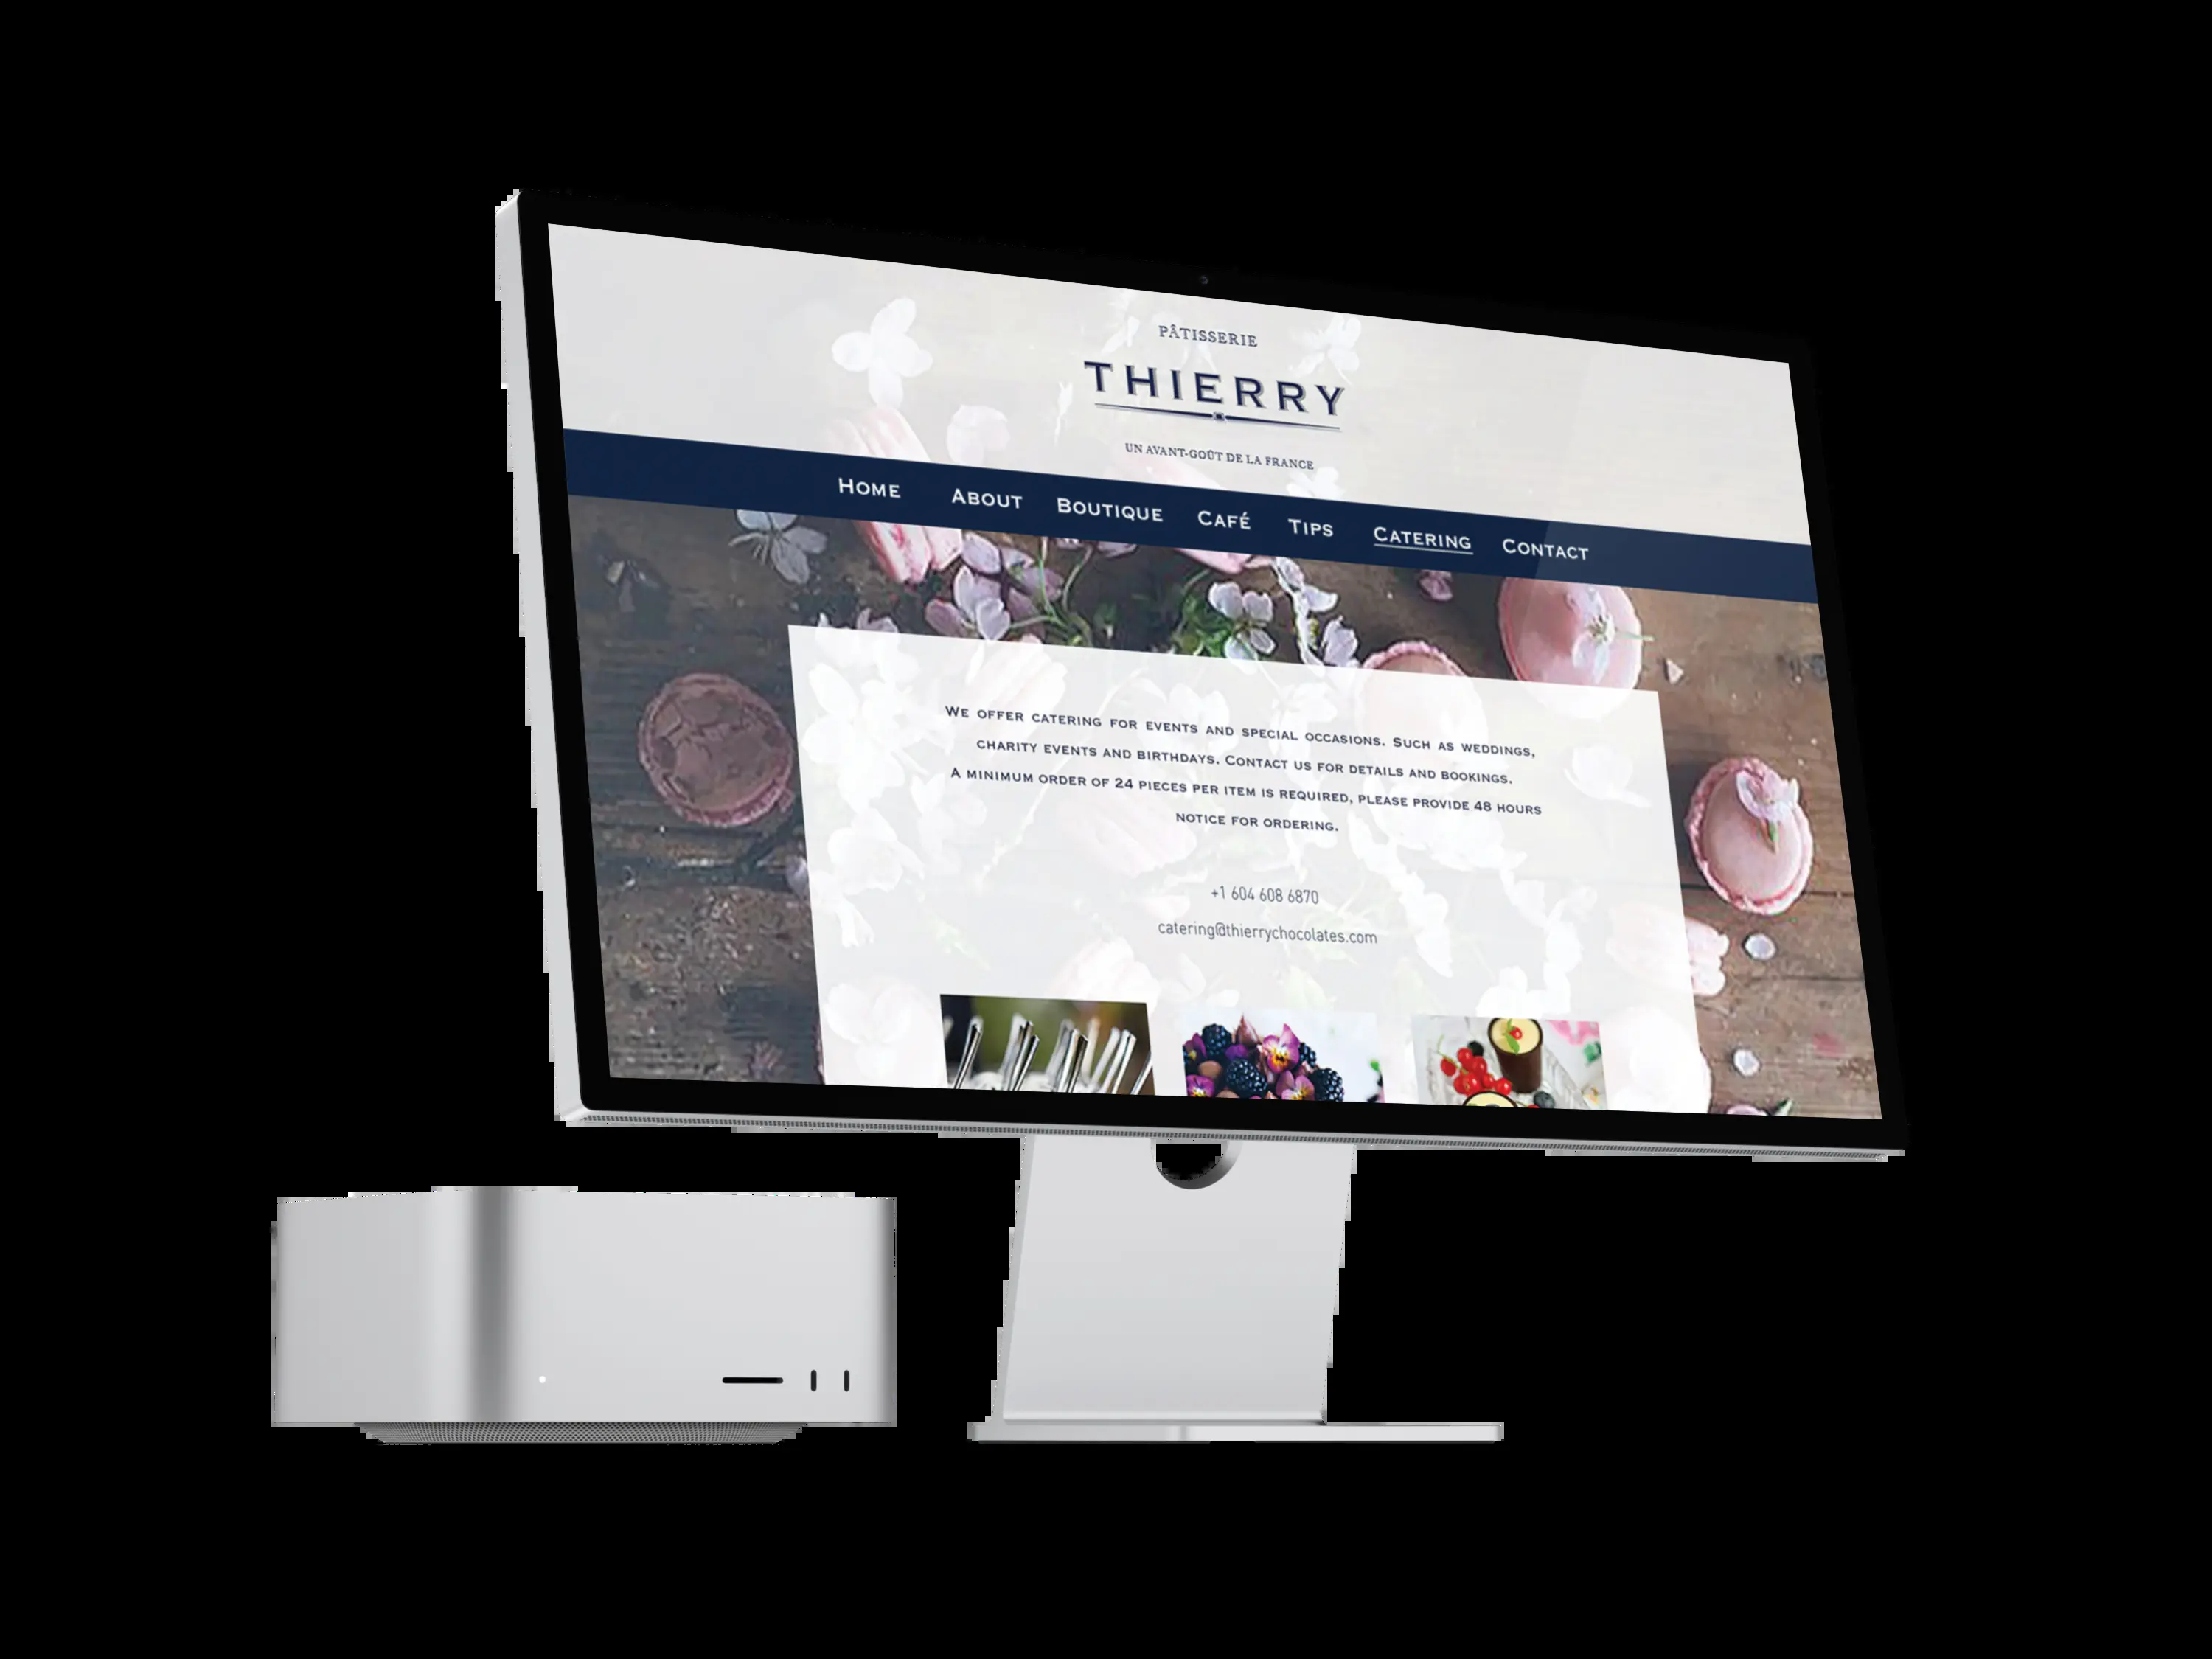 PÂTISSERIE
THIERRY
UN AVANT-GOÛT DE LA FRANCE
HOME ABOUT BOUTIQUE CAFÉ TIPS CATERING CONTACT
WE OFFER CATERING FOR EVENTS AND SPECIAL OCCASIONS. SUCH AS WEDDINGS,
CHARITY EVENTS AND BIRTHDAYS. CONTACT US FOR DETAILS AND BOOKINGS.
A MINIMUM ORDER OF 24 PIECES PER ITEM IS REQUIRED, PLEASE PROVIDE 48 HOURS
NOTICE FOR ORDERING.
+1 604 608 6870
catering@thierrychocolates.com